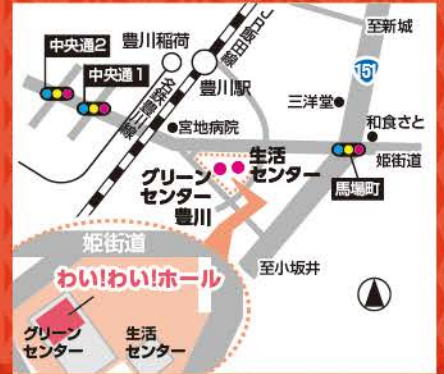 中央通2
中央通1
豊川稲荷
名鉄豊川線
JR飯田線
豊川駅
至新城
151
三洋堂
和食さと
宮地病院
姫街道
馬場町
グリーン
センター
豊川
生活
センター
至小坂井
姫街道
わい!わい!ホール
グリーン
センター
生活
センター